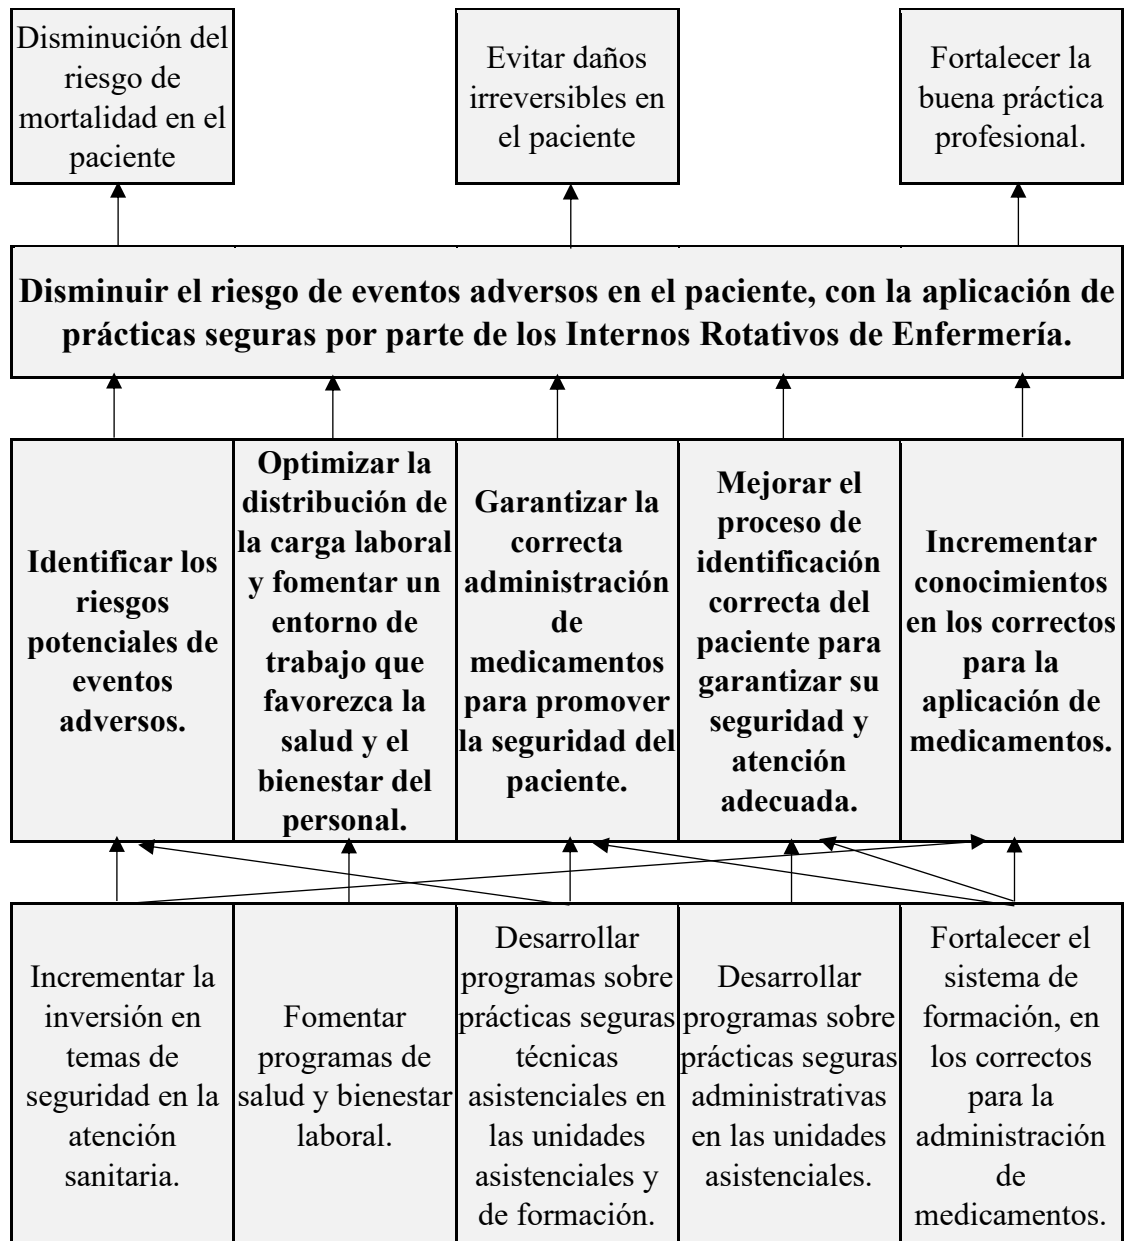 Disminución del
riesgo de
mortalidad en el
paciente
Evitar daños
irreversibles en
el paciente
Fortalecer la
buena práctica
profesional.
Disminuir el riesgo de eventos adversos en el paciente, con la aplicación de
prácticas seguras por parte de los Internos Rotativos de Enfermería.
Identificar los
riesgos
potenciales de
eventos
adversos.
Optimizar la
distribución de
la carga laboral
y fomentar un
entorno de
trabajo que
favorezca la
salud y el
bienestar del
personal.
Garantizar la
correcta
administración
de
medicamentos
para promover
la seguridad del
paciente.
Mejorar el
proceso de
identificación
correcta del
paciente para
garantizar su
seguridad y
atención
adecuada.
Incrementar
conocimientos
en los correctos
para la
aplicación de
medicamentos.
Incrementar la
inversión en
temas de
seguridad en la
atención
sanitaria.
Fomentar
programas de
salud y bienestar
laboral.
Desarrollar
programas sobre
prácticas seguras
técnicas
asistenciales en
las unidades
asistenciales y
de formación.
Desarrollar
programas sobre
prácticas seguras
administrativas
en las unidades
asistenciales.
Fortalecer el
sistema de
formación, en
los correctos
para la
administración
de
medicamentos.